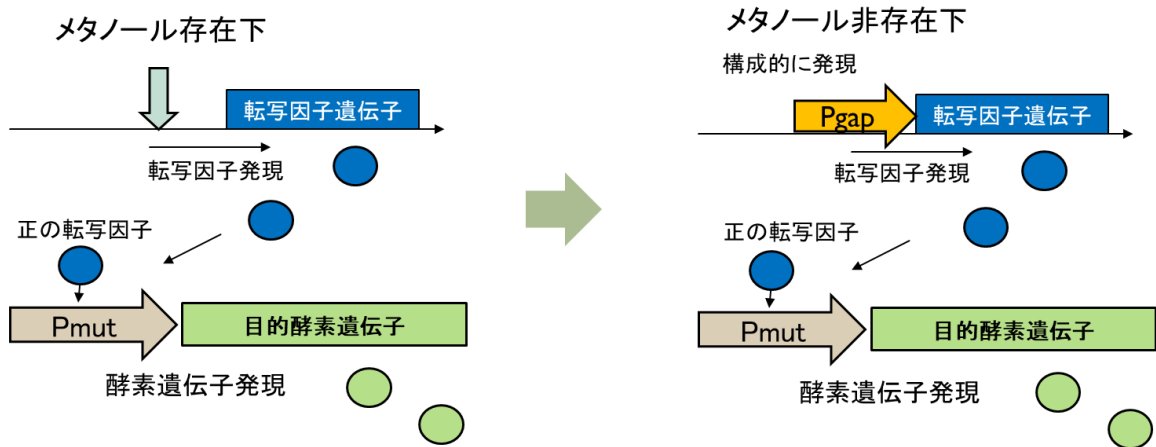 メタノール存在下
転写因子遺伝子
転写因子発現
正の転写因子
Pmut
目的酵素遺伝子
酵素遺伝子発現
メタノール非存在下
構成的に発現
Pgap
転写因子遺伝子
転写因子発現
正の転写因子
Pmut
目的酵素遺伝子
酵素遺伝子発現